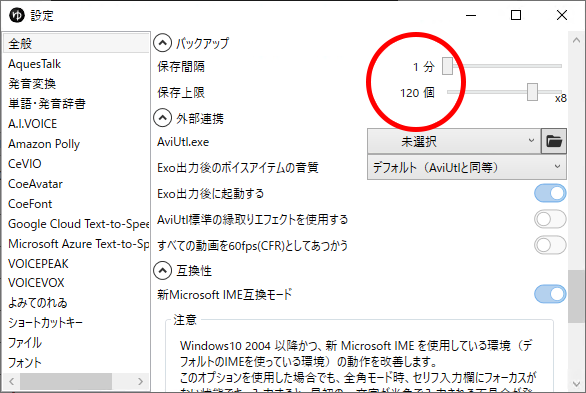 ゆ 設定
全般
AquesTalk
発音変換
単語・発音辞書
A.I.VOICE
Amazon Polly
CeVIO
CoeAvatar
CoeFont
Google Cloud Text-to-Spee
Microsoft Azure Text-to-Sp
VOICEPEAK
VOICEVOX
よみてのれゐ
ショートカットキー
ファイル
フォント
バックアップ
保存間隔 1 分
保存上限 120 個
x8
外部連携
AviUtl.exe 未選択
Exo出力後のボイスアイテムの音質 デフォルト（AviUtlと同等）
Exo出力後に起動する
AviUtl標準の縁取りエフェクトを使用する
すべての動画を60fps(CFR)としてあつかう
互換性
新Microsoft IME互換モード
注意
Windows10 2004 以降かつ、新 Microsoft IME を使用している環境（デ
フォルトのIMEを使っている環境）の動作を改善します。
このオプションを使用した場合でも、全角モード時、セリフ入力欄にフォーカスが